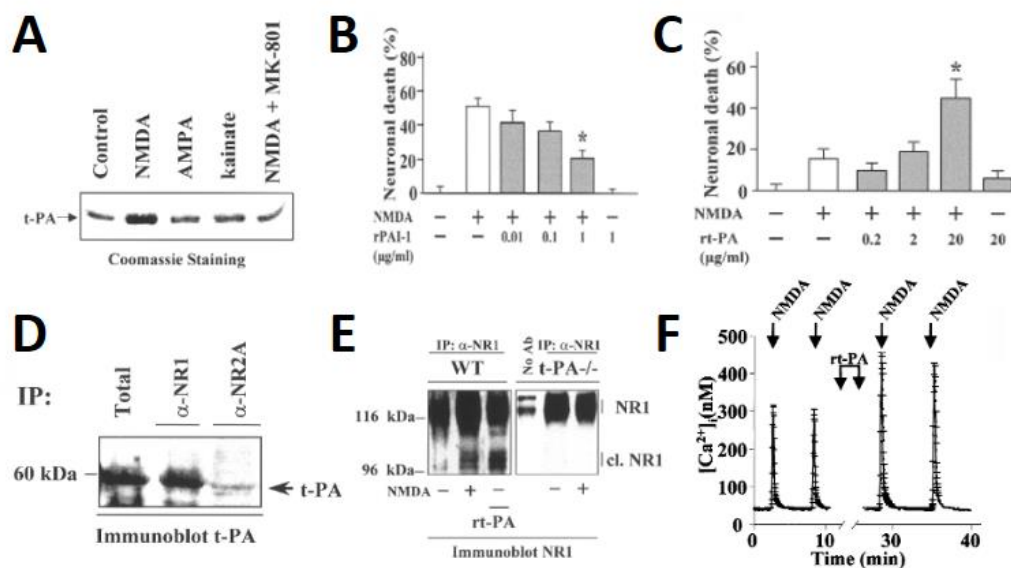 A
Control
NMDA
AMPA
kainate
NMDA + MK-801
t-PA
Coomassie Staining
B
Neuronal death (%)
80
60
40
20
0
*
NMDA − + + + + −
rPAI-1 − − 0.01 0.1 1 1
(μg/ml)
C
Neuronal death (%)
60
40
20
0
*
NMDA − + + + + −
rt-PA − − 0.2 2 20 20
(μg/ml)
D
IP:
Total
α-NR1
α-NR2A
60 kDa
t-PA
Immunoblot t-PA
E
IP: α-NR1
WT
No Ab
IP: α-NR1
t-PA-/-
116 kDa
96 kDa
NR1
cl. NR1
NMDA − + − − +
rt-PA
Immunoblot NR1
F
NMDA
NMDA
NMDA
NMDA
rt-PA
[Ca²⁺]ᵢ(nM)
500
400
300
200
100
0
0 10 30 40
Time (min)